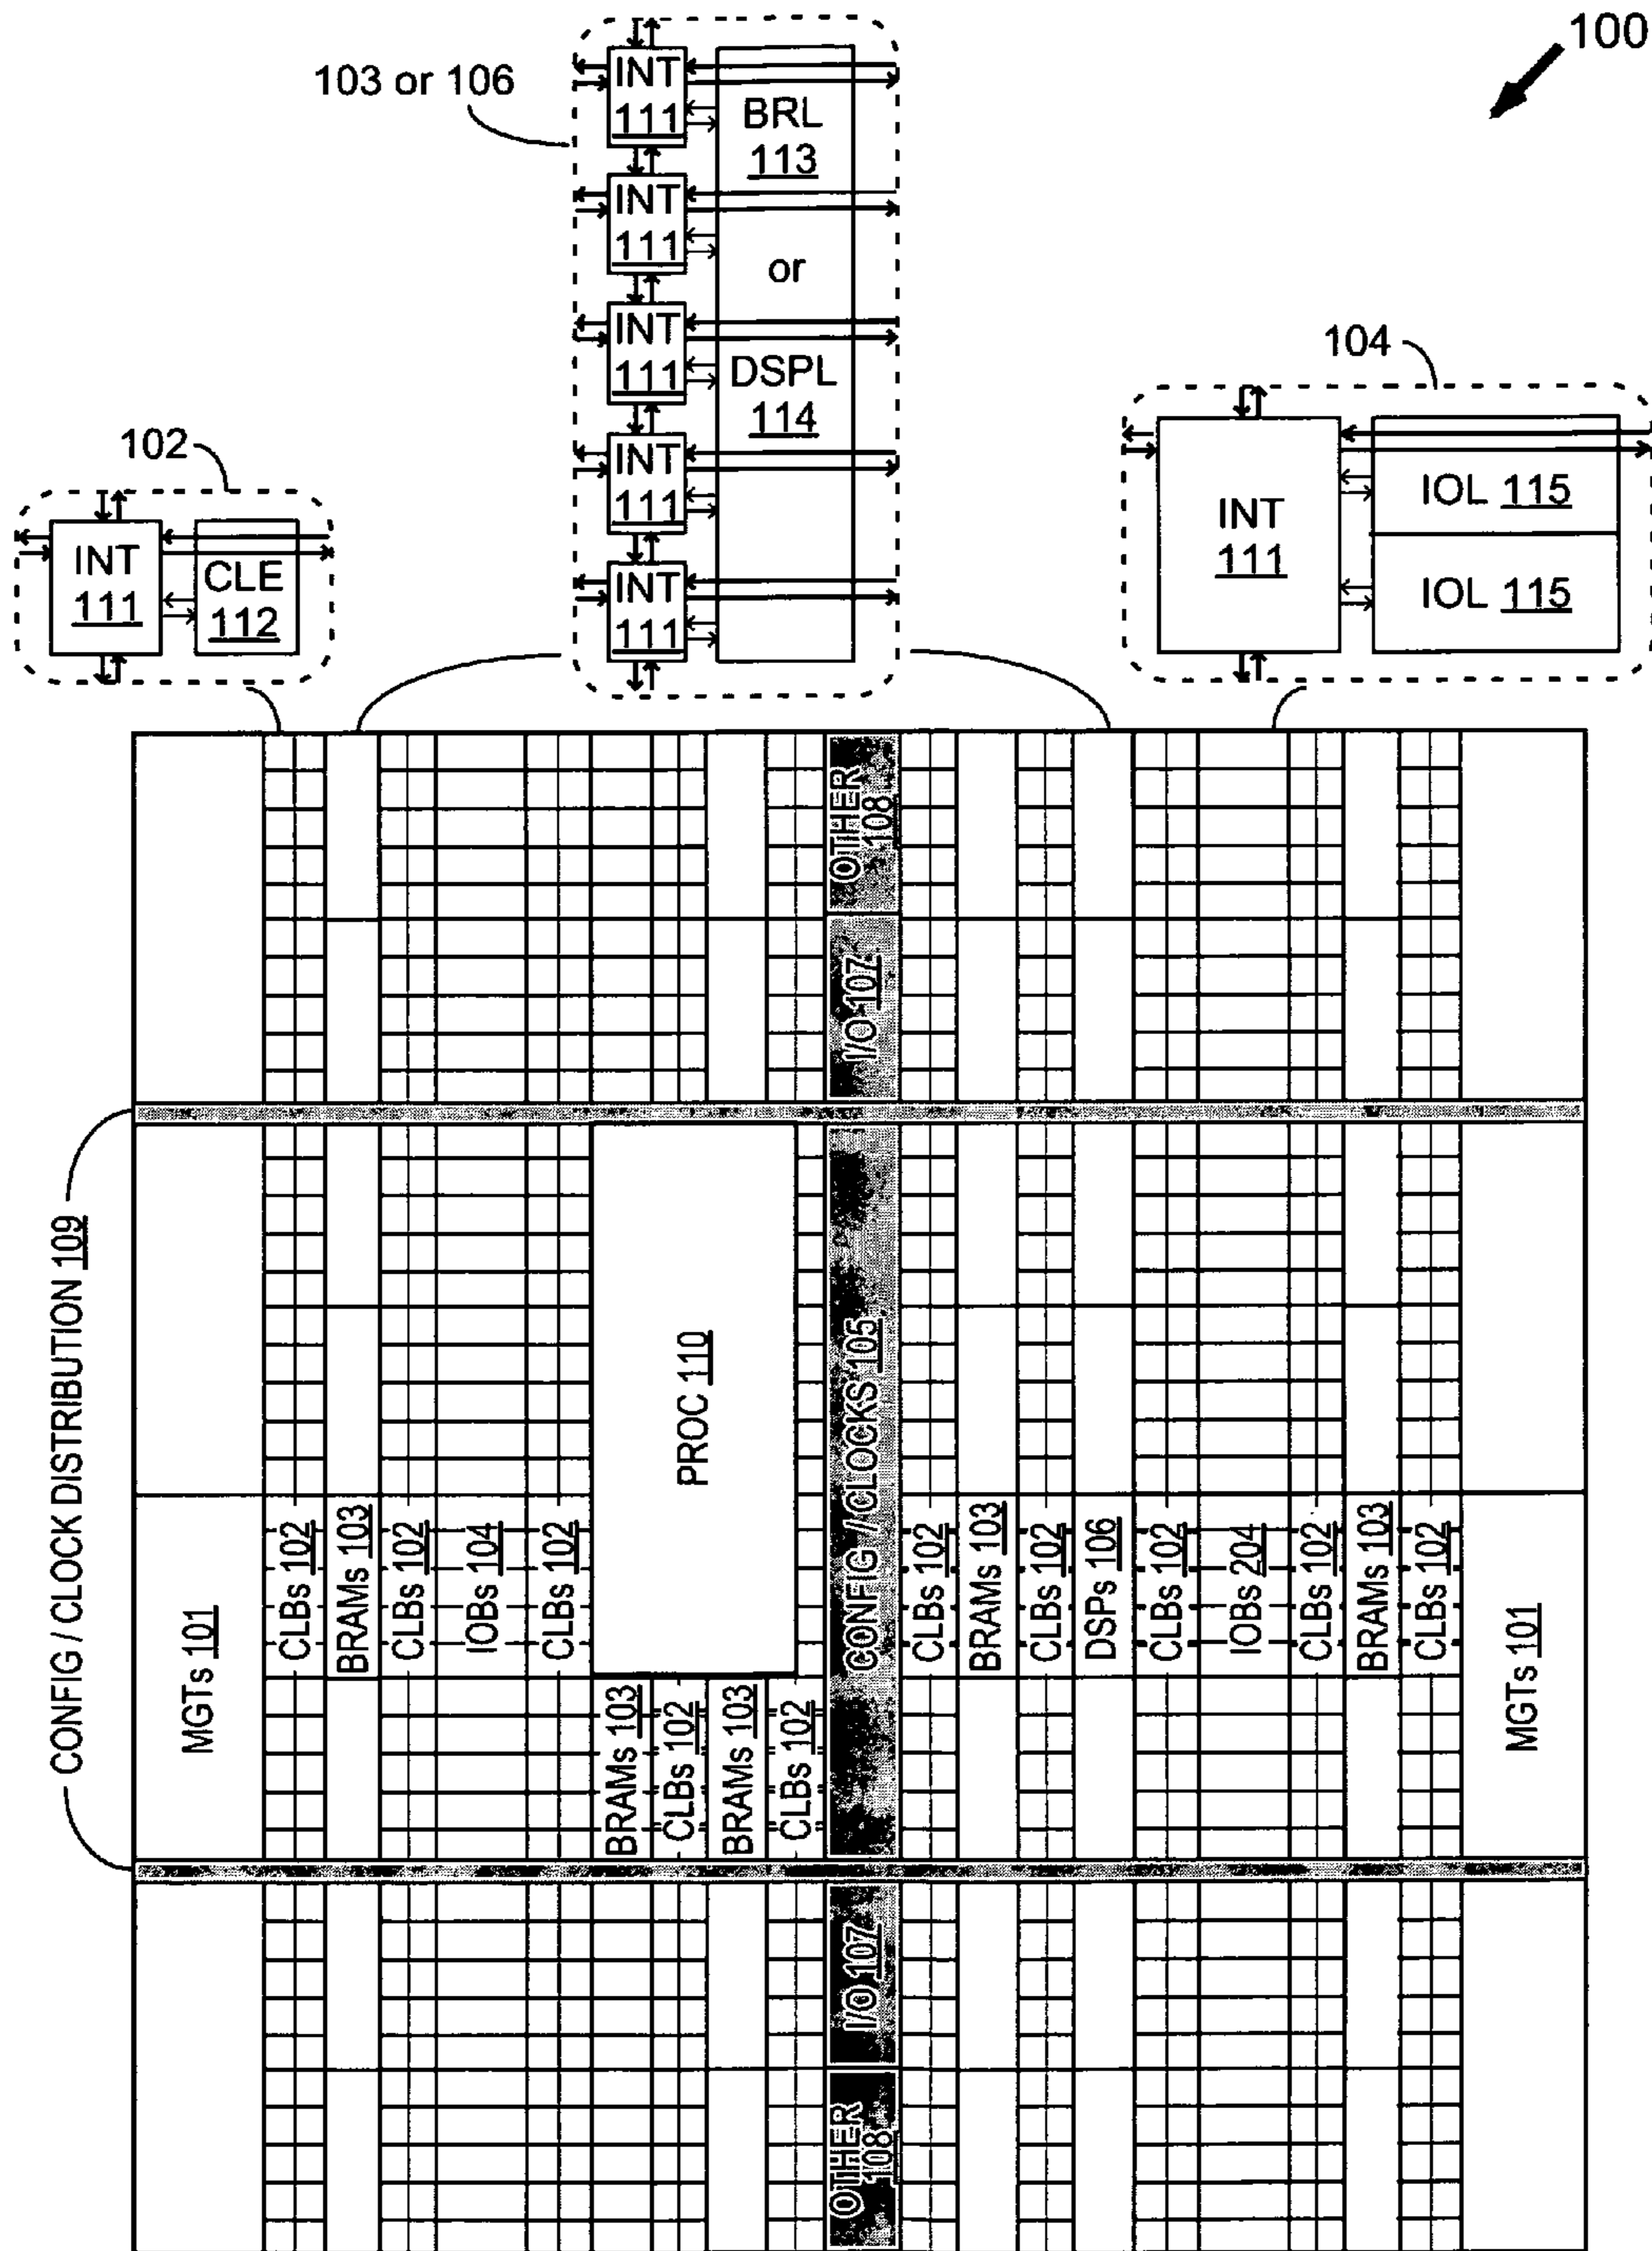 100
103 or 106
INT
111
INT
111
INT
111
INT
111
INT
111
BRL
113
or
DSPL
114
104
INT
111
IOL 115
IOL 115
102
INT
111
CLE
112
OTHER
108
I/O 107
CONFIG / CLOCK DISTRIBUTION 109
PROC 110
CONFIG / CLOCKS 105
MGTs 101
CLBs 102
BRAMs 103
CLBs 102
IOBs 104
CLBs 102
BRAMs 103
CLBs 102
BRAMs 103
CLBs 102
CLBs 102
BRAMs 103
CLBs 102
DSPs 106
CLBs 102
IOBs 204
CLBs 102
BRAMs 103
CLBs 102
MGTs 101
I/O 107
OTHER
108